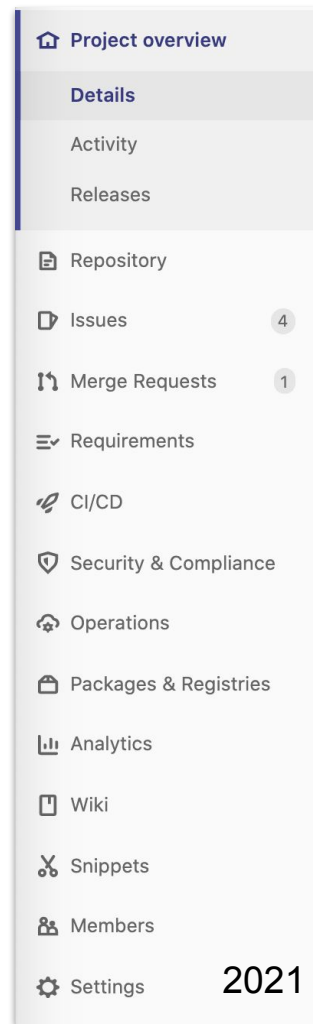 Project overview
Details
Activity
Releases
Repository
Issues 4
Merge Requests 1
Requirements
CI/CD
Security & Compliance
Operations
Packages & Registries
Analytics
Wiki
Snippets
Members
Settings 2021